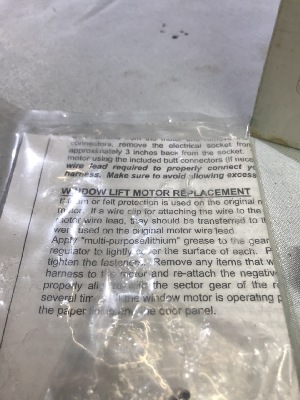 connectors, remove the electrical socket from
approximately 3 inches back from the socket.
motor using the included butt connectors (if nece
wire lead required to properly connect y
harness. Make sure to avoid allowing excess
WINDOW LIFT MOTOR REPLACEMENT
If foam or felt protection is used on the original m
motor. If a wire clip for attaching the wire to the
motor wire lead, they should be transferred to t
were used on the original motor wire lead.
Apply "multi-purpose/lithium" grease to the gear
regulator to lightly cover the surface of each.
tighten the fasteners. Remove any items that w
harness to the motor and re-attach the negativ
properly align with the sector gear of the r
several tim the window motor is operating p
the paper the door panel.